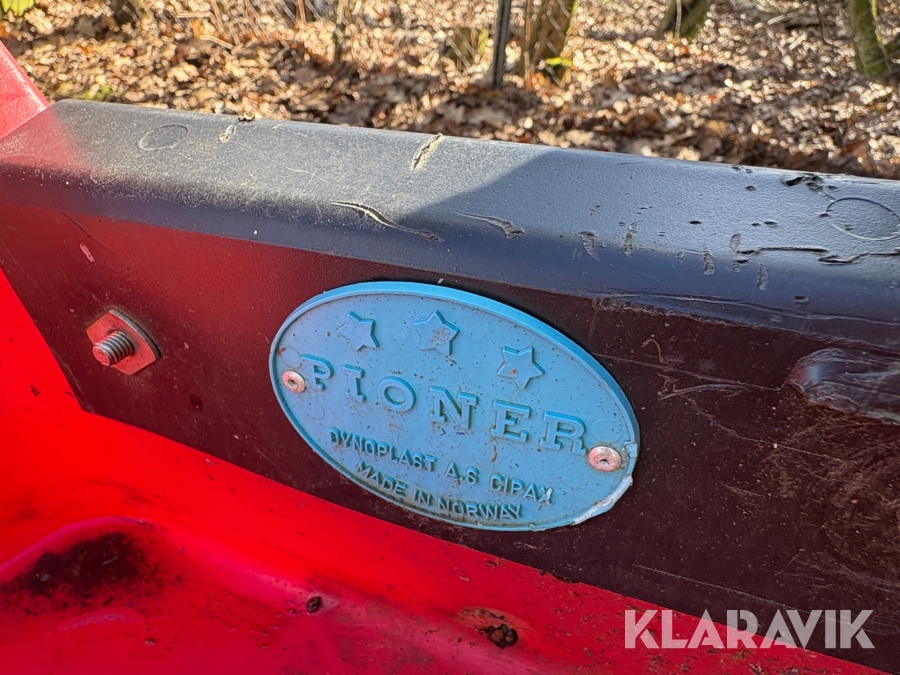 PIONER
DYNOPLAST A.S CIPAX
MADE IN NORWAY
KLARAVIK